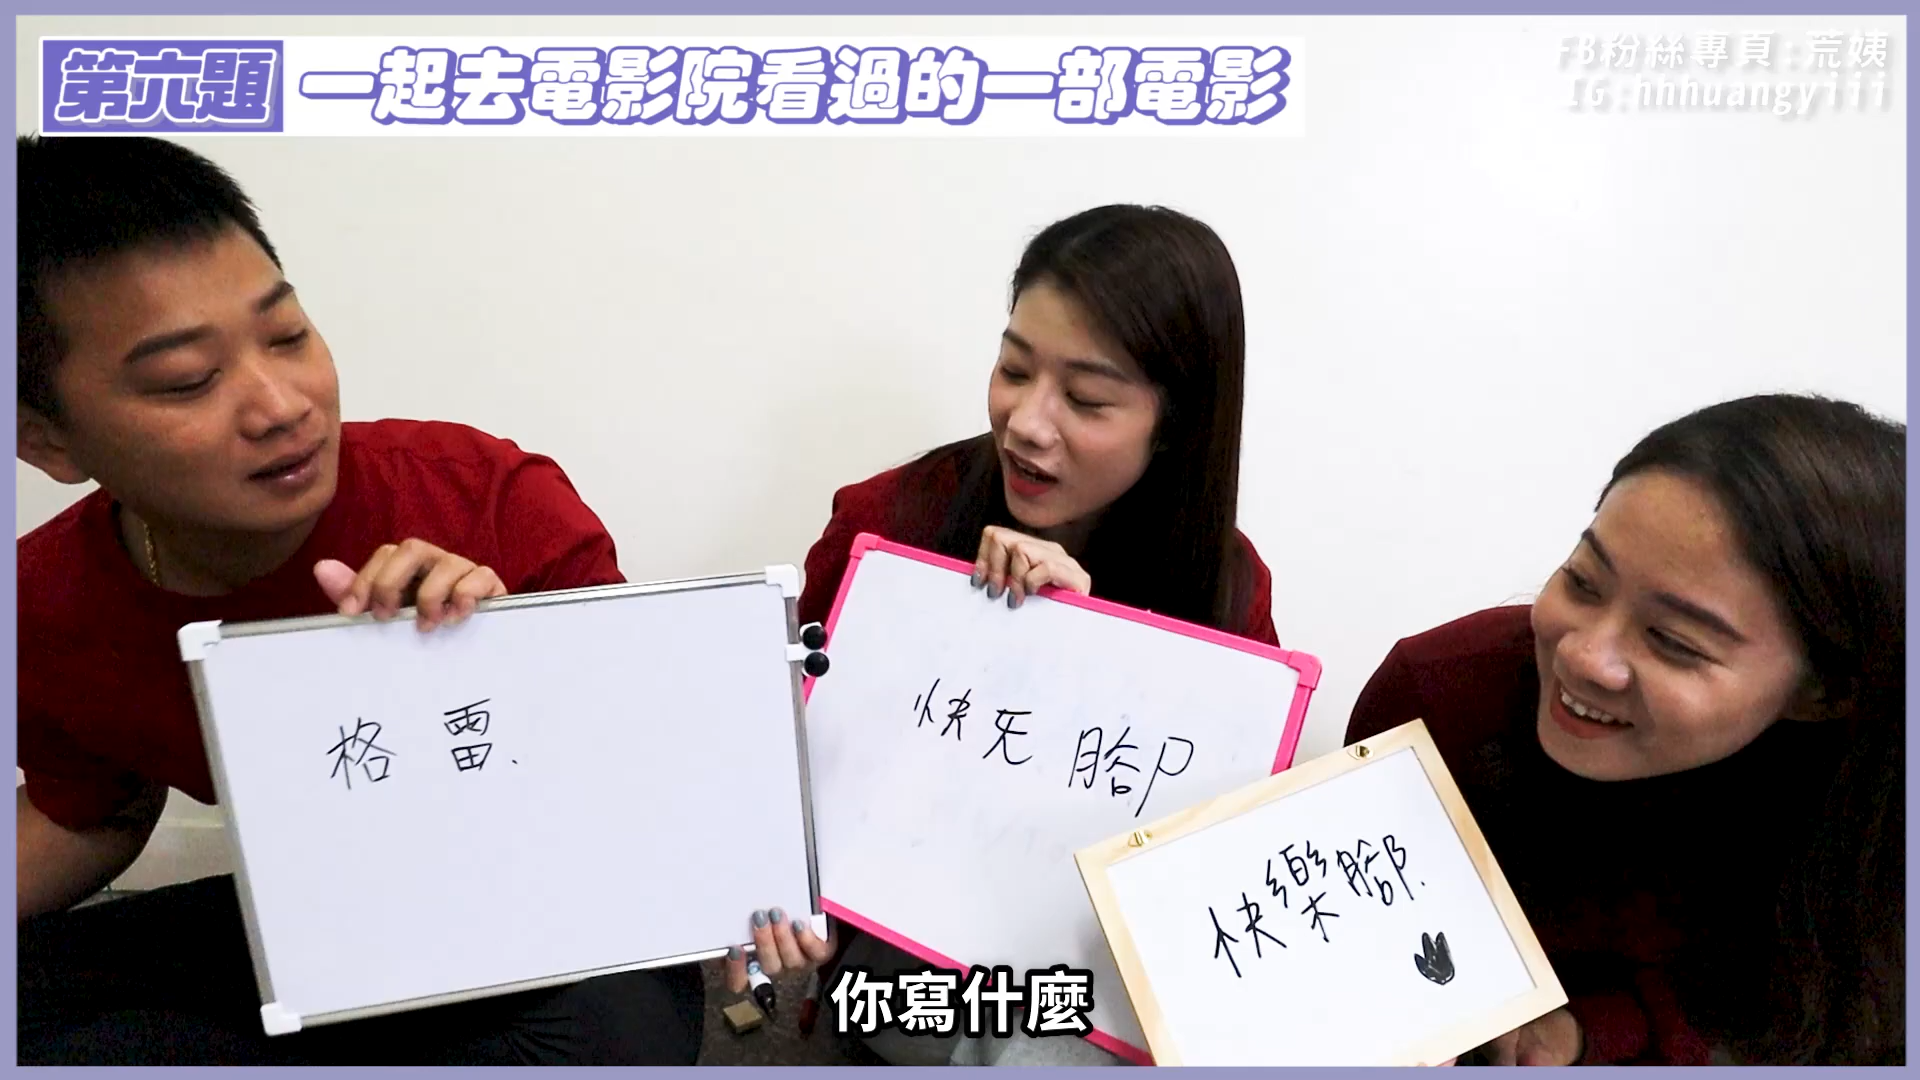 第六題 一起去電影院看過的一部電影
FB粉絲專頁:荒姨
IG:hhhuangyiii
格雷.
快乐腳
快樂腳.
你寫什麼